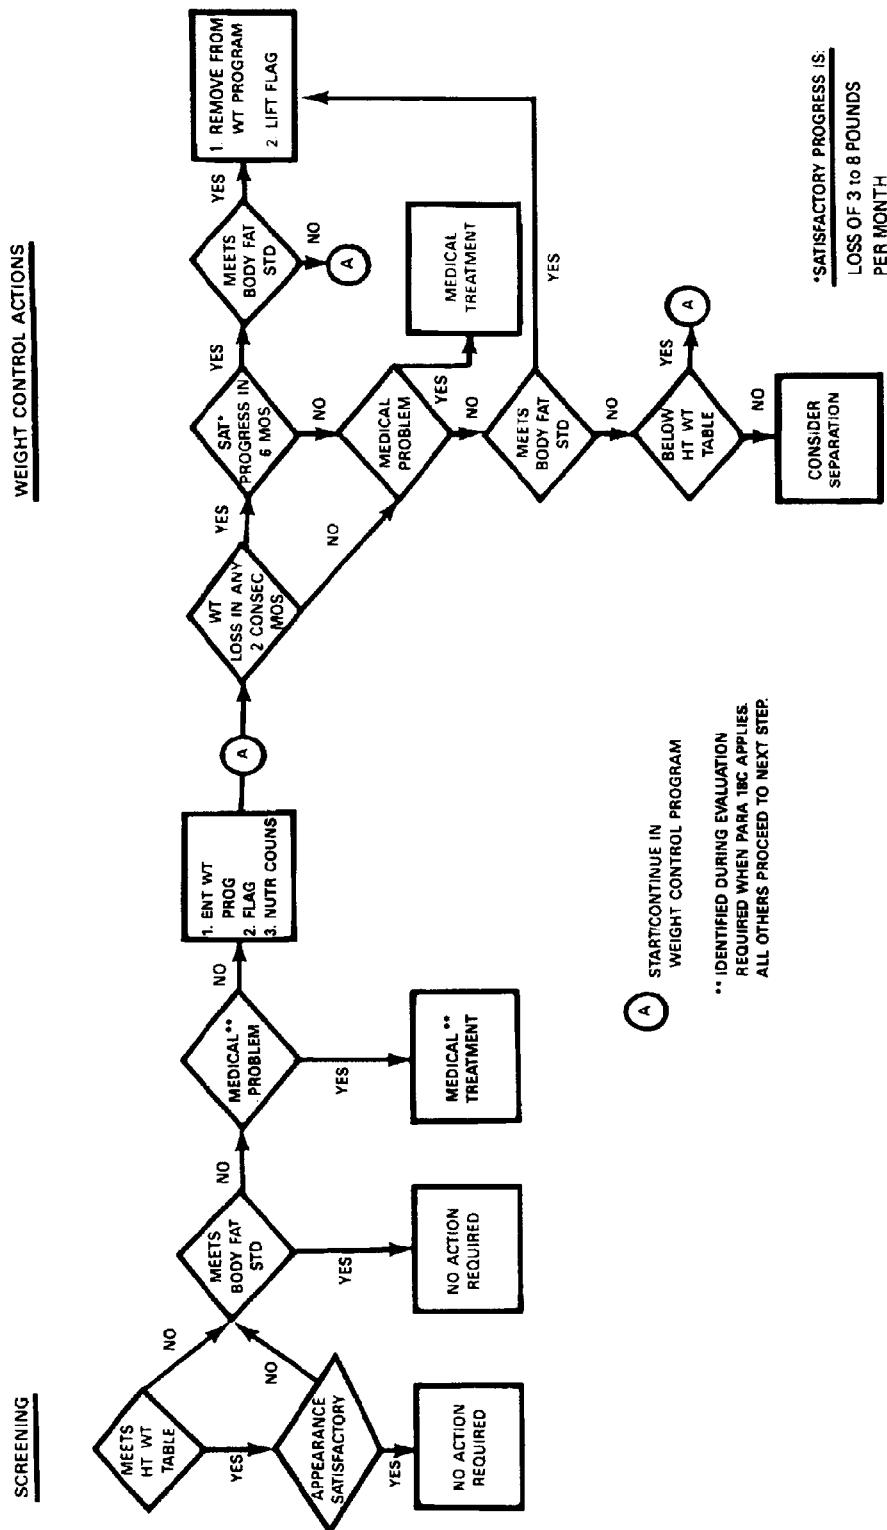 SCREENING
WEIGHT CONTROL ACTIONS
MEETS
HT WT
TABLE
NO
YES
APPEARANCE
SATISFACTORY
NO
YES
NO ACTION
REQUIRED
MEETS
BODY FAT
STD
NO
YES
NO ACTION
REQUIRED
MEDICAL**
PROBLEM
NO
YES
MEDICAL**
TREATMENT
1. ENT WT
PROG
2. FLAG
3. NUTR COUNS
A
WT
LOSS IN ANY
2 CONSEC
MOS
YES
NO
SAT*
PROGRESS IN
6 MOS
YES
NO
MEETS
BODY FAT
STD
YES
NO
A
1. REMOVE FROM
WT PROGRAM
2. LIFT FLAG
MEDICAL
PROBLEM
YES
NO
MEDICAL
TREATMENT
MEETS
BODY FAT
STD
YES
NO
BELOW
HT WT
TABLE
YES
A
NO
CONSIDER
SEPARATION
A START/CONTINUE IN
WEIGHT CONTROL PROGRAM
** IDENTIFIED DURING EVALUATION
REQUIRED WHEN PARA 18C APPLIES.
ALL OTHERS PROCEED TO NEXT STEP.
*SATISFACTORY PROGRESS IS:
LOSS OF 3 to 8 POUNDS
PER MONTH